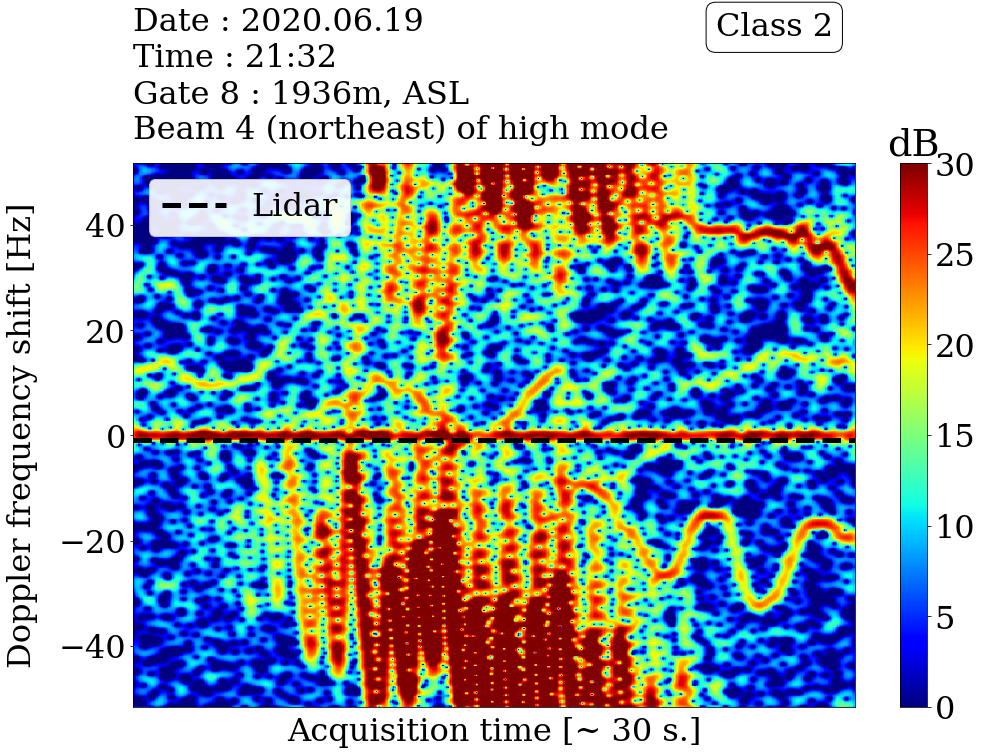 Date : 2020.06.19
Class 2
Time : 21:32
Gate 8 : 1936m, ASL
Beam 4 (northeast) of high mode
dB
Lidar
Doppler frequency shift [Hz]
40
20
0
−20
−40
30
25
20
15
10
5
0
Acquisition time [~ 30 s.]